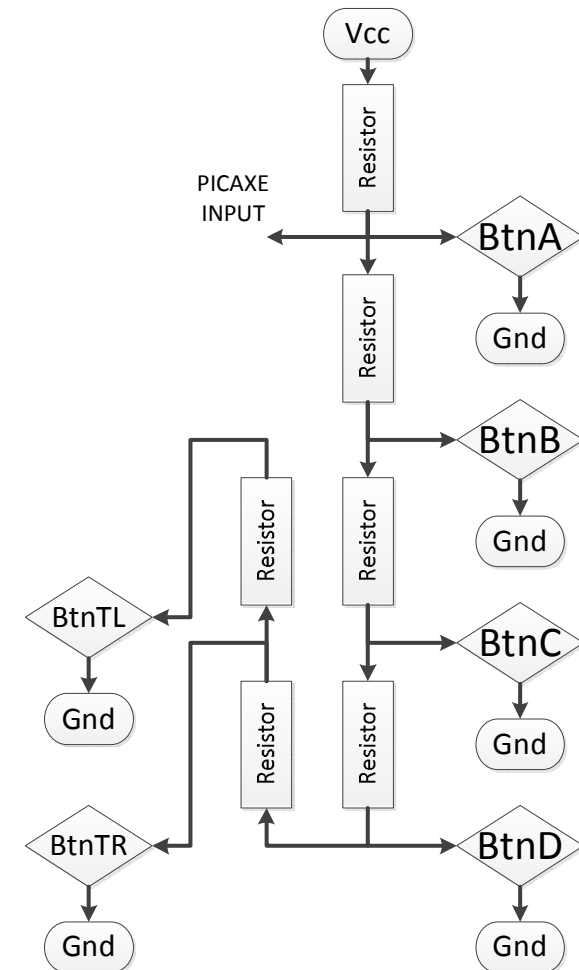 Vcc
Resistor
PICAXE
INPUT
BtnA
Gnd
Resistor
BtnB
Gnd
Resistor
Resistor
BtnTL
Gnd
BtnC
Gnd
Resistor
Resistor
BtnTR
Gnd
BtnD
Gnd